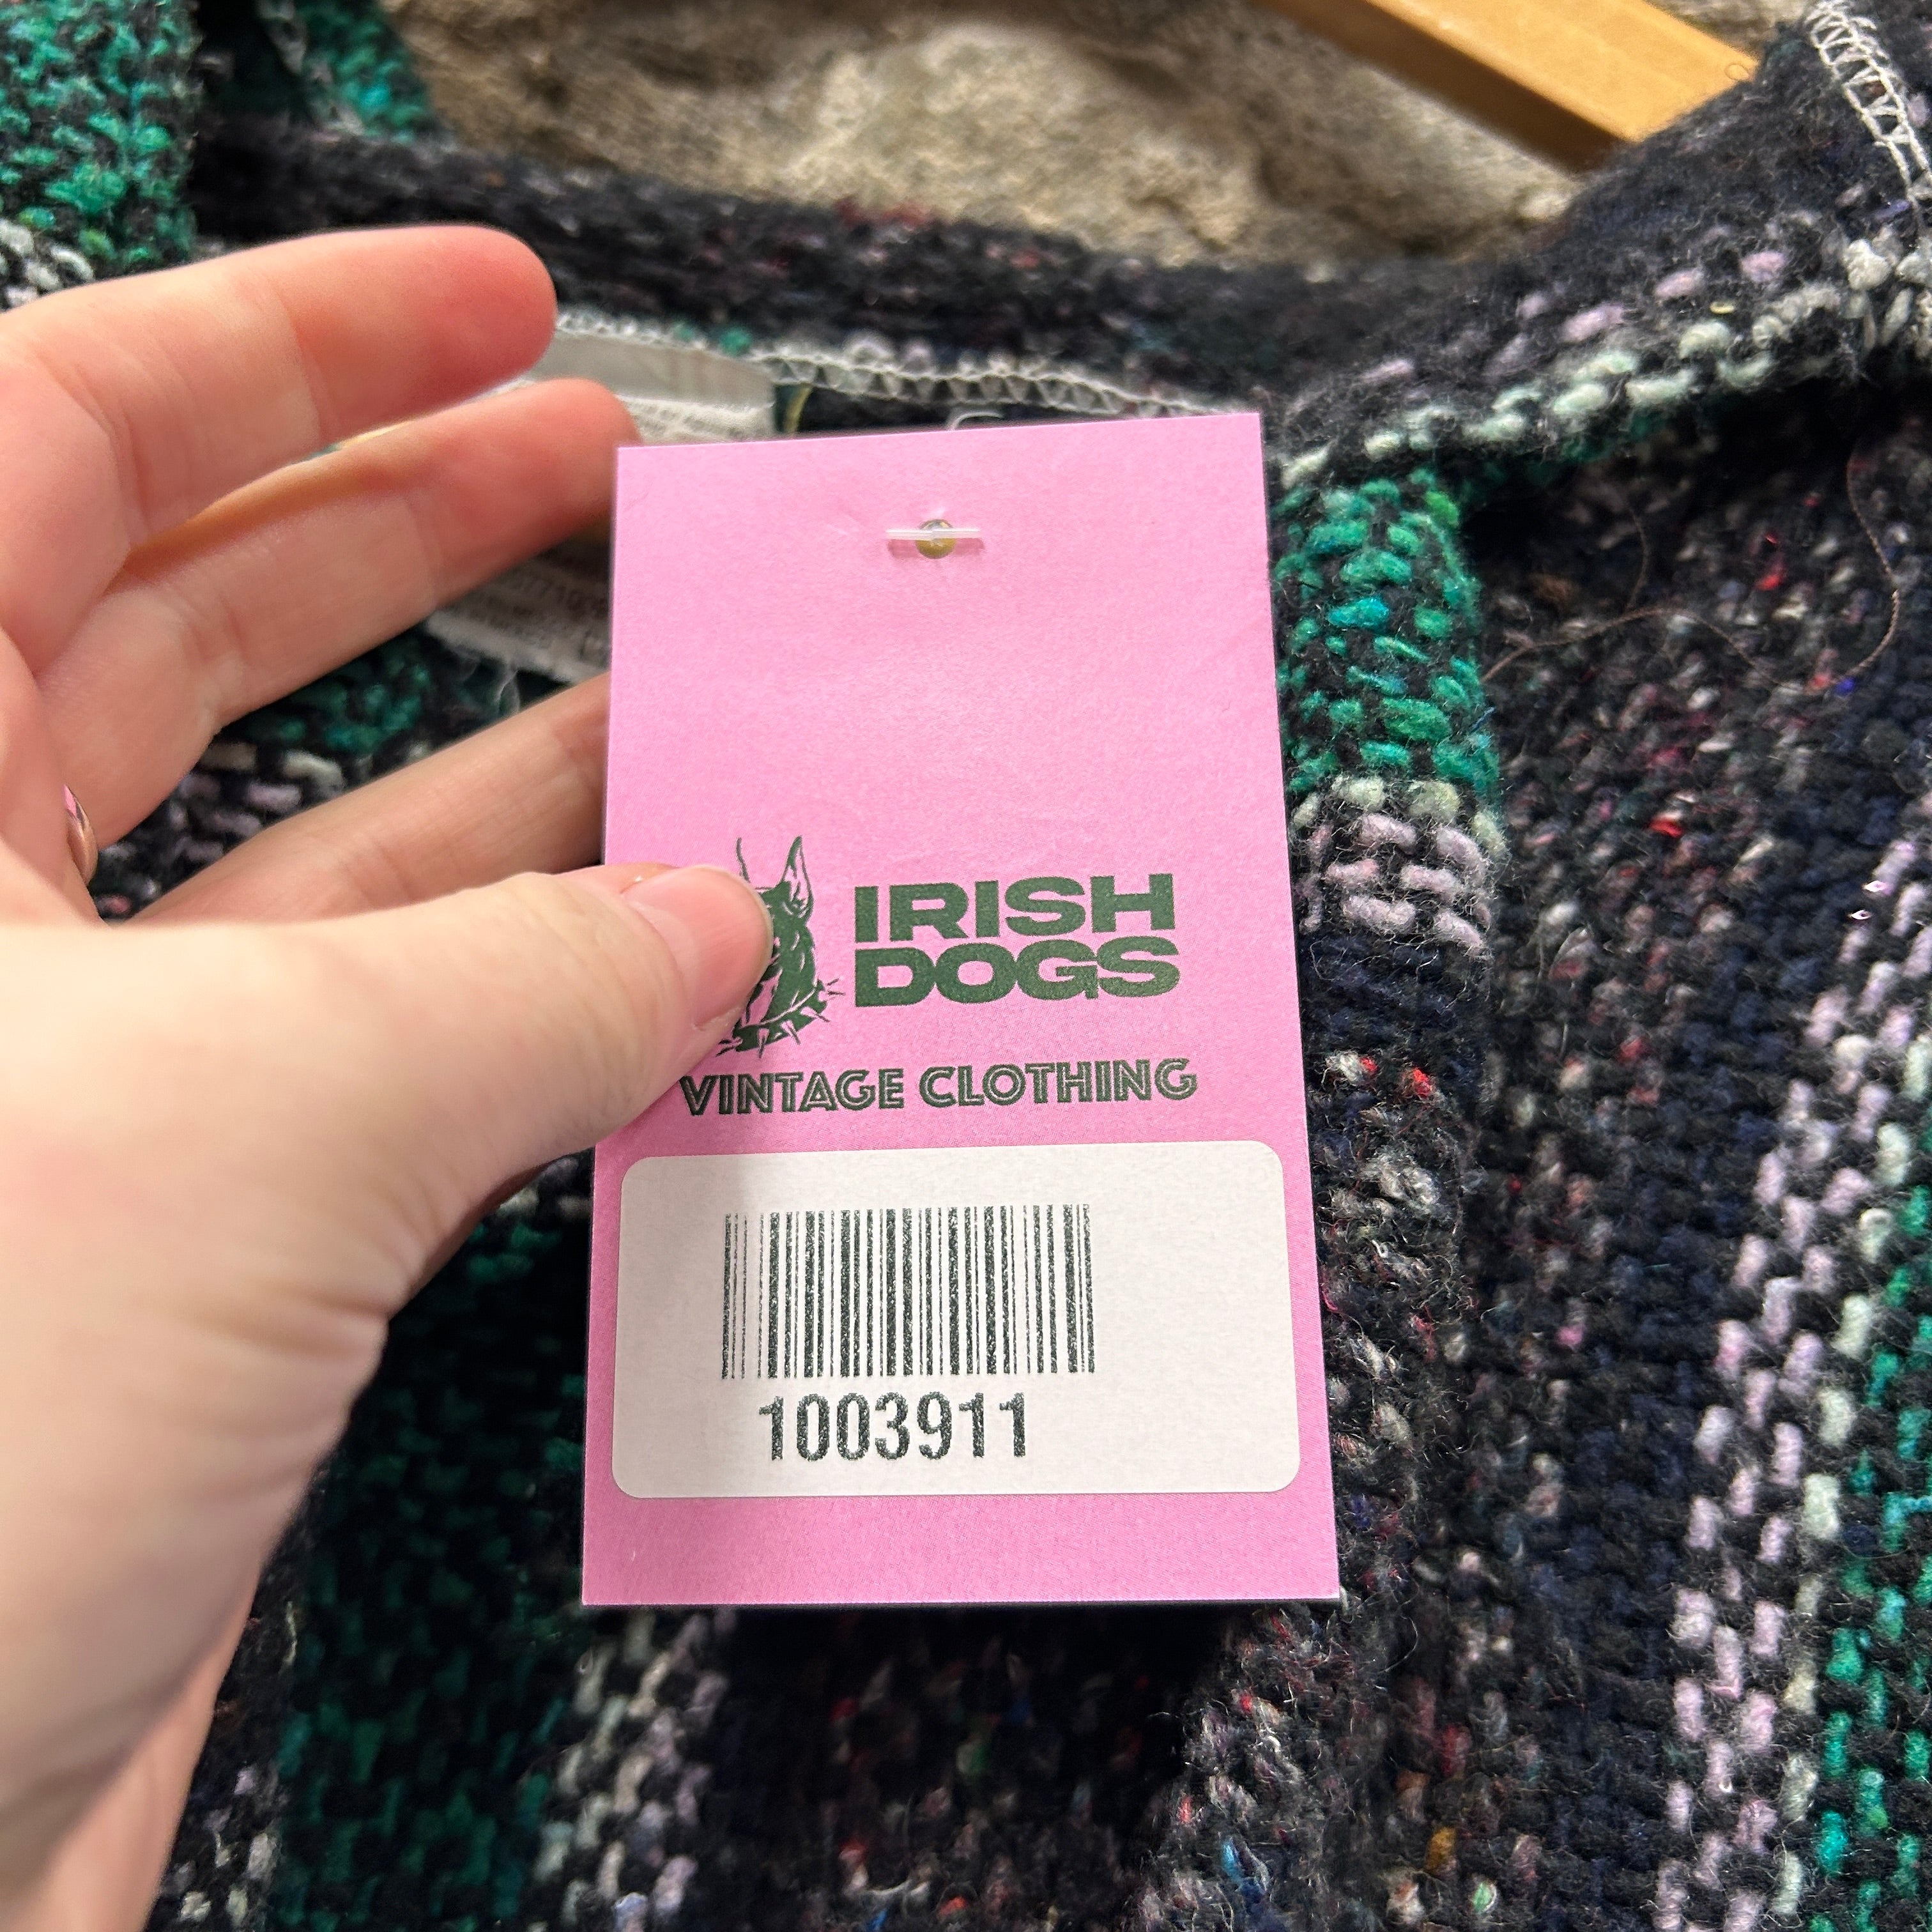 IRISH
DOGS
VINTAGE CLOTHING
1003911